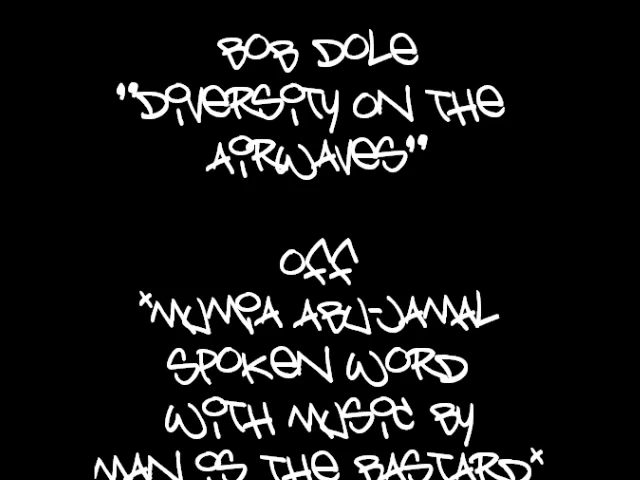 BOB DOLE
"DIVERSITY ON THE
AIRWAVES"
OFF
*MUMIA ABU-JAMAL
SPOKEN WORD
WITH MUSIC BY
MAN IS THE BASTARD*